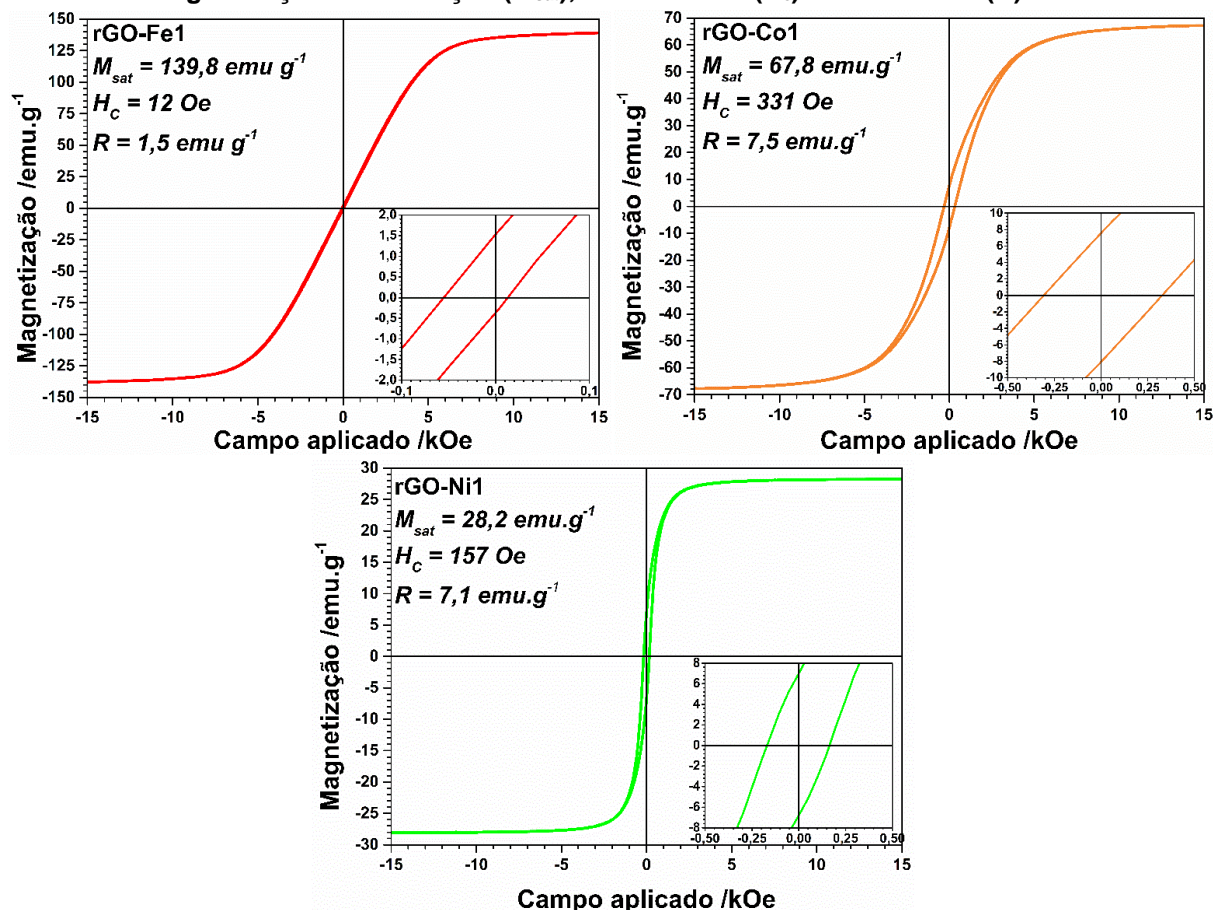 rGO-Fe1
M_sat = 139,8 emu g^-1
H_C = 12 Oe
R = 1,5 emu g^-1
Magnetização /emu.g^-1
150
125
100
75
50
25
0
-25
-50
-75
-100
-125
-150
-15 -10 -5 0 5 10 15
Campo aplicado /kOe
2,0
1,5
1,0
0,5
0,0
-0,5
-1,0
-1,5
-2,0
-0,1 0,0 0,1
rGO-Co1
M_sat = 67,8 emu.g^-1
H_C = 331 Oe
R = 7,5 emu.g^-1
Magnetização /emu.g^-1
70
60
50
40
30
20
10
0
-10
-20
-30
-40
-50
-60
-70
-15 -10 -5 0 5 10 15
Campo aplicado /kOe
10
8
6
4
2
0
-2
-4
-6
-8
-10
-0,50 -0,25 0,00 0,25 0,50
rGO-Ni1
M_sat = 28,2 emu.g^-1
H_C = 157 Oe
R = 7,1 emu.g^-1
Magnetização /emu.g^-1
30
25
20
15
10
5
0
-5
-10
-15
-20
-25
-30
-15 -10 -5 0 5 10 15
Campo aplicado /kOe
8
6
4
2
0
-2
-4
-6
-8
-0,50 -0,25 0,00 0,25 0,50